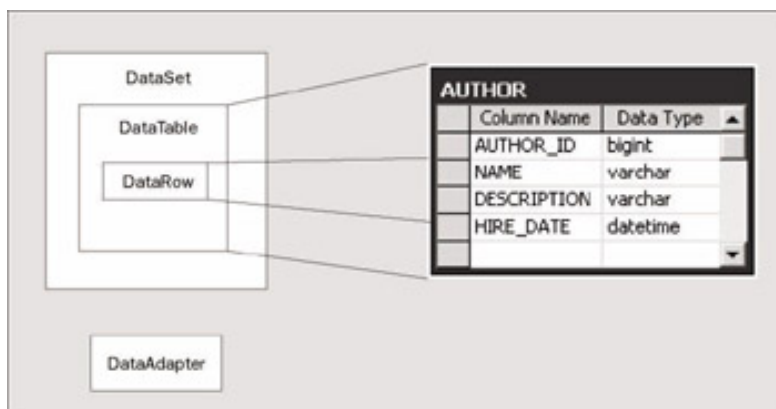 DataSet
DataTable
DataRow
DataAdapter
AUTHOR
Column Name Data Type
AUTHOR_ID bigint
NAME varchar
DESCRIPTION varchar
HIRE_DATE datetime